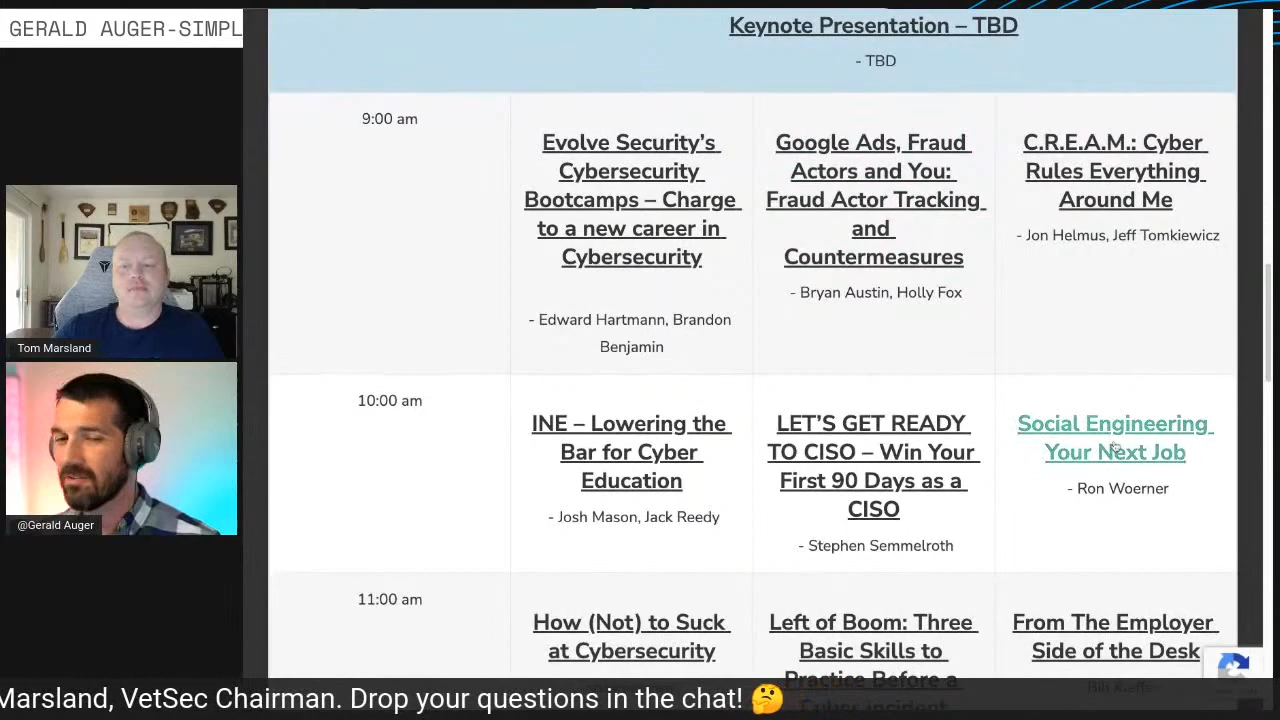 GERALD AUGER-SIMPL
Keynote Presentation – TBD
- TBD
9:00 am
Evolve Security’s
Cybersecurity
Bootcamps – Charge
to a new career in
Cybersecurity
- Edward Hartmann, Brandon
Benjamin
Google Ads, Fraud
Actors and You:
Fraud Actor Tracking
and
Countermeasures
- Bryan Austin, Holly Fox
C.R.E.A.M.: Cyber
Rules Everything
Around Me
- Jon Helmus, Jeff Tomkiewicz
10:00 am
INE – Lowering the
Bar for Cyber
Education
- Josh Mason, Jack Reedy
LET’S GET READY
TO CISO – Win Your
First 90 Days as a
CISO
- Stephen Semmelroth
Social Engineering
Your Next Job
- Ron Woerner
11:00 am
How (Not) to Suck
at Cybersecurity
Left of Boom: Three
Basic Skills to
Practice Before a
Cyber incident
From The Employer
Side of the Desk
Tom Marsland
@Gerald Auger
Marsland, VetSec Chairman. Drop your questions in the chat! 🤔